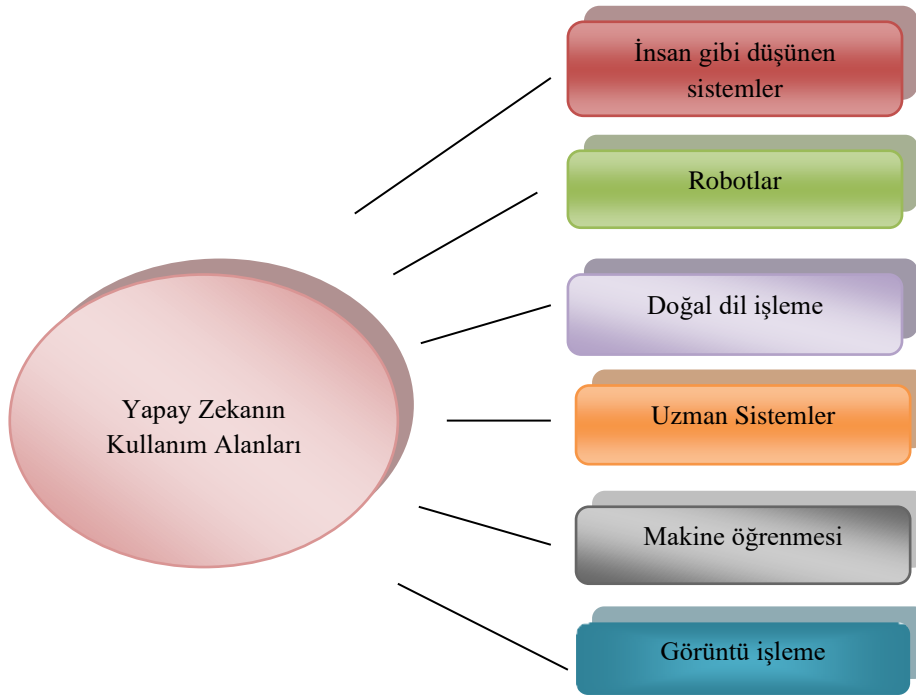 İnsan gibi düşünen
sistemler
Robotlar
Doğal dil işleme
Yapay Zekanın
Kullanım Alanları
Uzman Sistemler
Makine öğrenmesi
Görüntü işleme